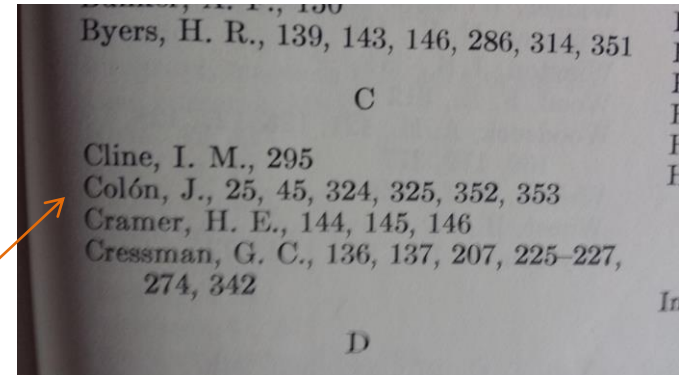 Byers, H. R., 139, 143, 146, 286, 314, 351
C
Cline, I. M., 295
Colón, J., 25, 45, 324, 325, 352, 353
Cramer, H. E., 144, 145, 146
Cressman, G. C., 136, 137, 207, 225–227,
274, 342
D